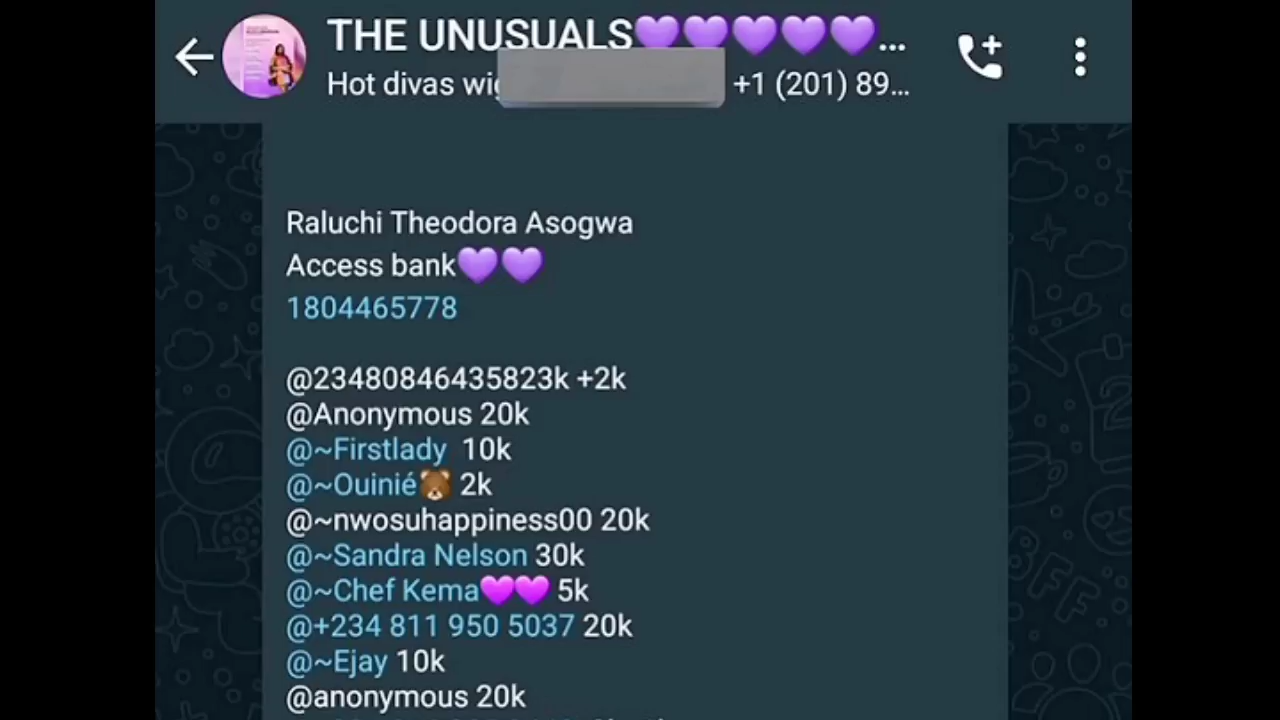 THE UNUSUALS💜💜💜💜💜...
Hot divas wig +1 (201) 89...
Raluchi Theodora Asogwa
Access bank💜💜
1804465778
@23480846435823k +2k
@Anonymous 20k
@~Firstlady 10k
@~Ouinié🐻 2k
@~nwosuhappiness00 20k
@~Sandra Nelson 30k
@~Chef Kema💜💜 5k
@+234 811 950 5037 20k
@~Ejay 10k
@anonymous 20k